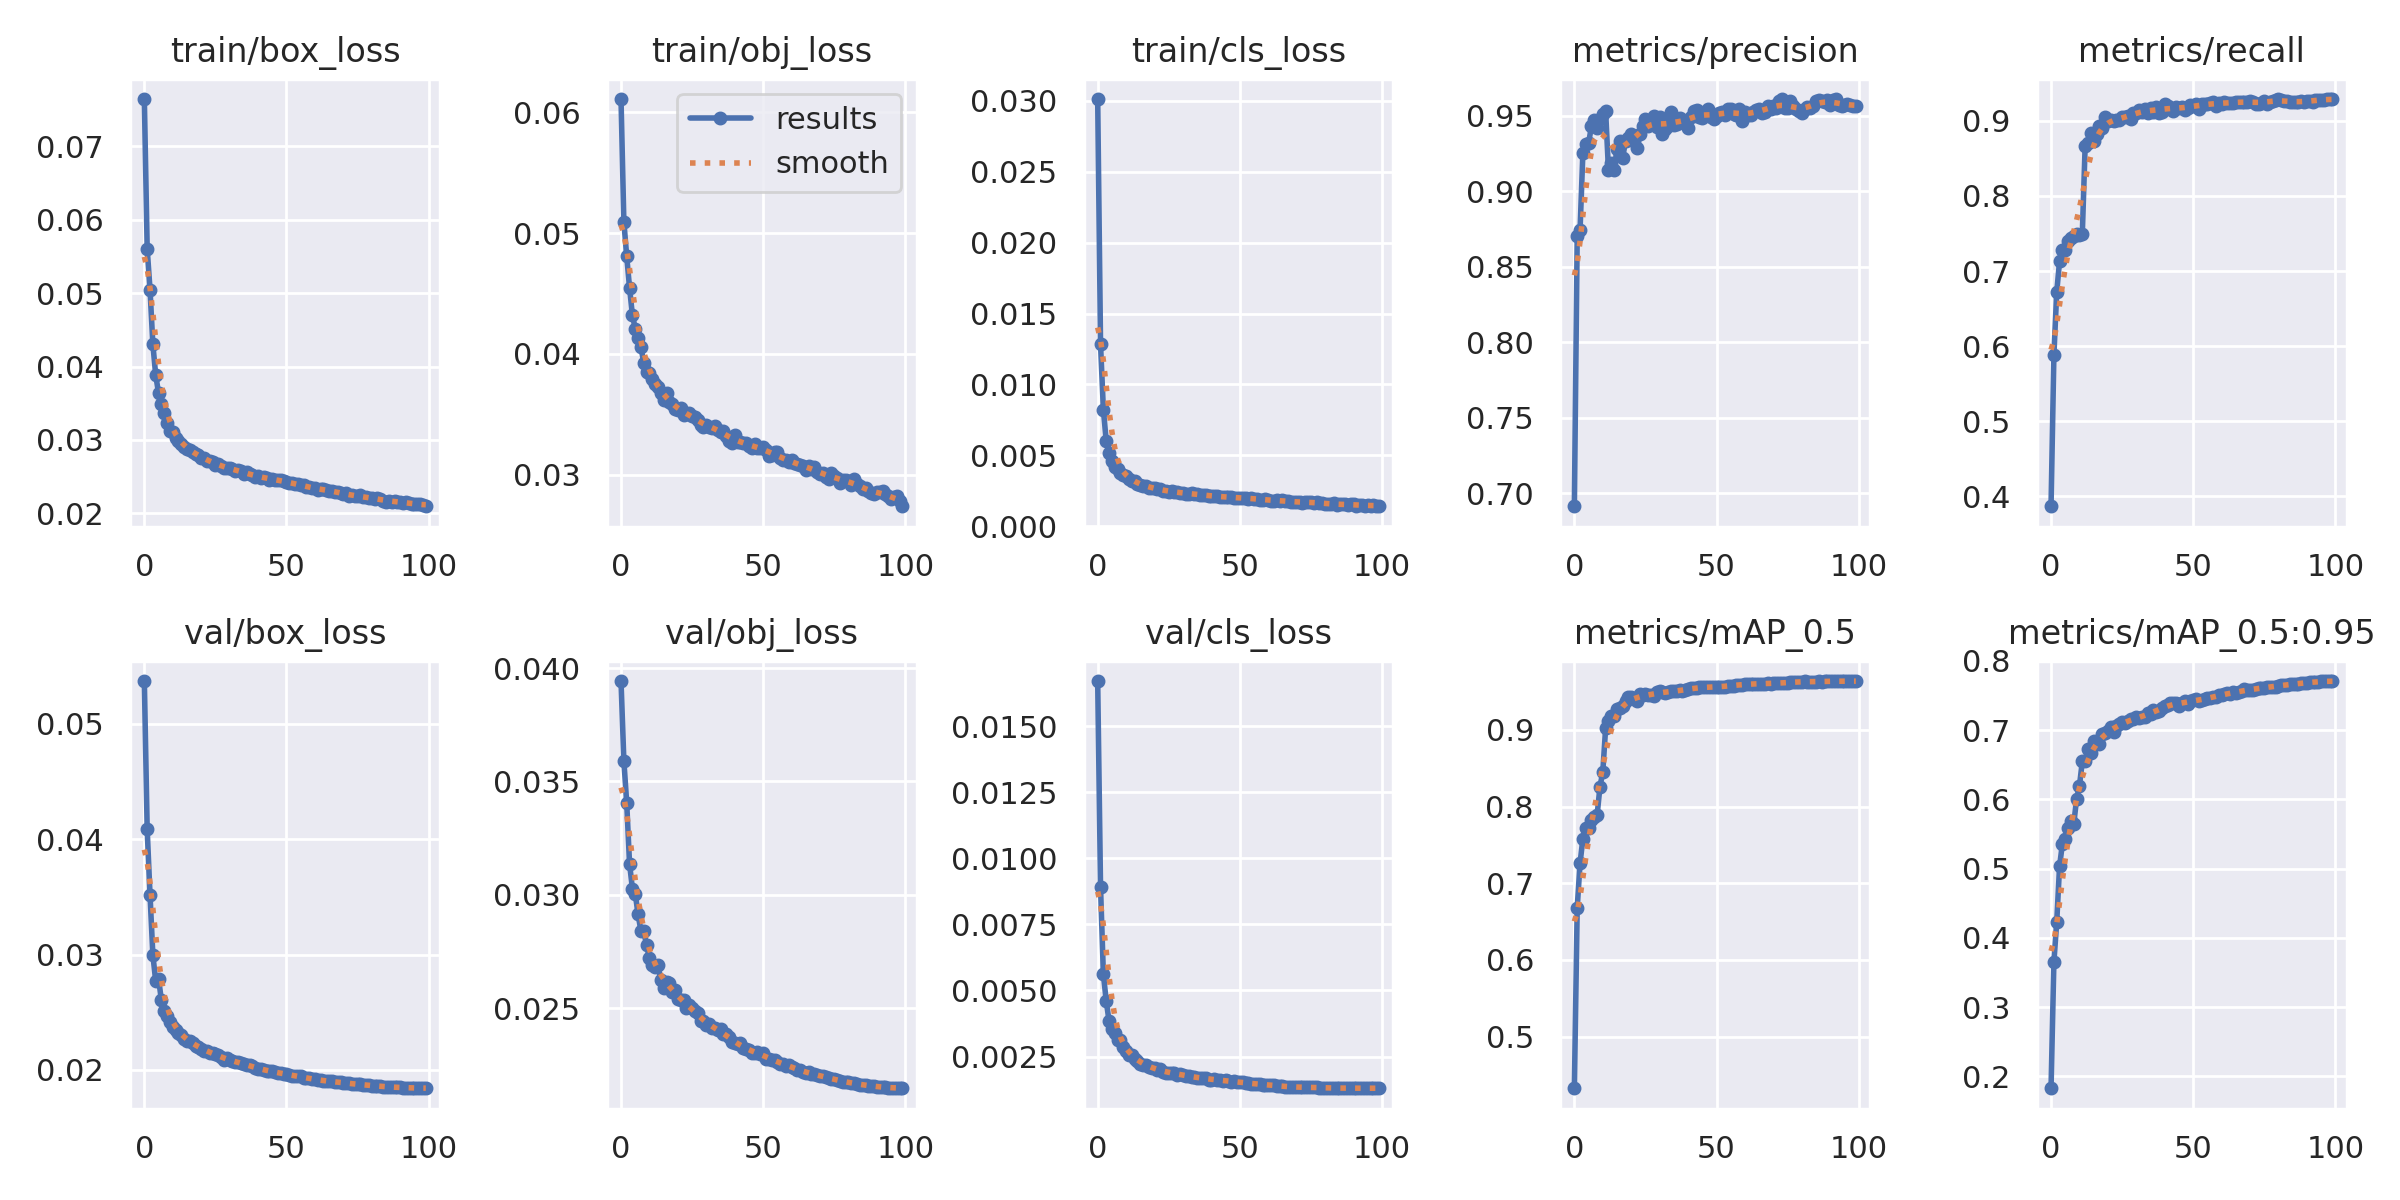 train/box_loss
0.07
0.06
0.05
0.04
0.03
0.02
0 50 100
train/obj_loss
results
smooth
0.06
0.05
0.04
0.03
0 50 100
train/cls_loss
0.030
0.025
0.020
0.015
0.010
0.005
0.000
0 50 100
metrics/precision
0.95
0.90
0.85
0.80
0.75
0.70
0 50 100
metrics/recall
0.9
0.8
0.7
0.6
0.5
0.4
0 50 100
val/box_loss
0.05
0.04
0.03
0.02
0 50 100
val/obj_loss
0.040
0.035
0.030
0.025
0 50 100
val/cls_loss
0.0150
0.0125
0.0100
0.0075
0.0050
0.0025
0 50 100
metrics/mAP_0.5
0.9
0.8
0.7
0.6
0.5
0 50 100
metrics/mAP_0.5:0.95
0.8
0.7
0.6
0.5
0.4
0.3
0.2
0 50 100